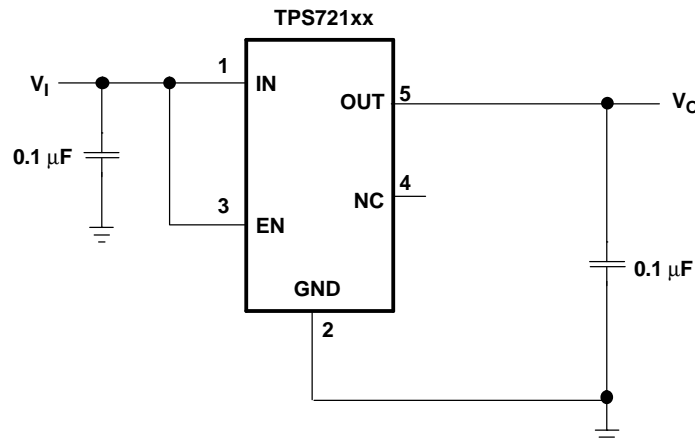 TPS721xx
V_I
1
IN
OUT
5
V_O
0.1 μF
4
NC
3
EN
0.1 μF
GND
2